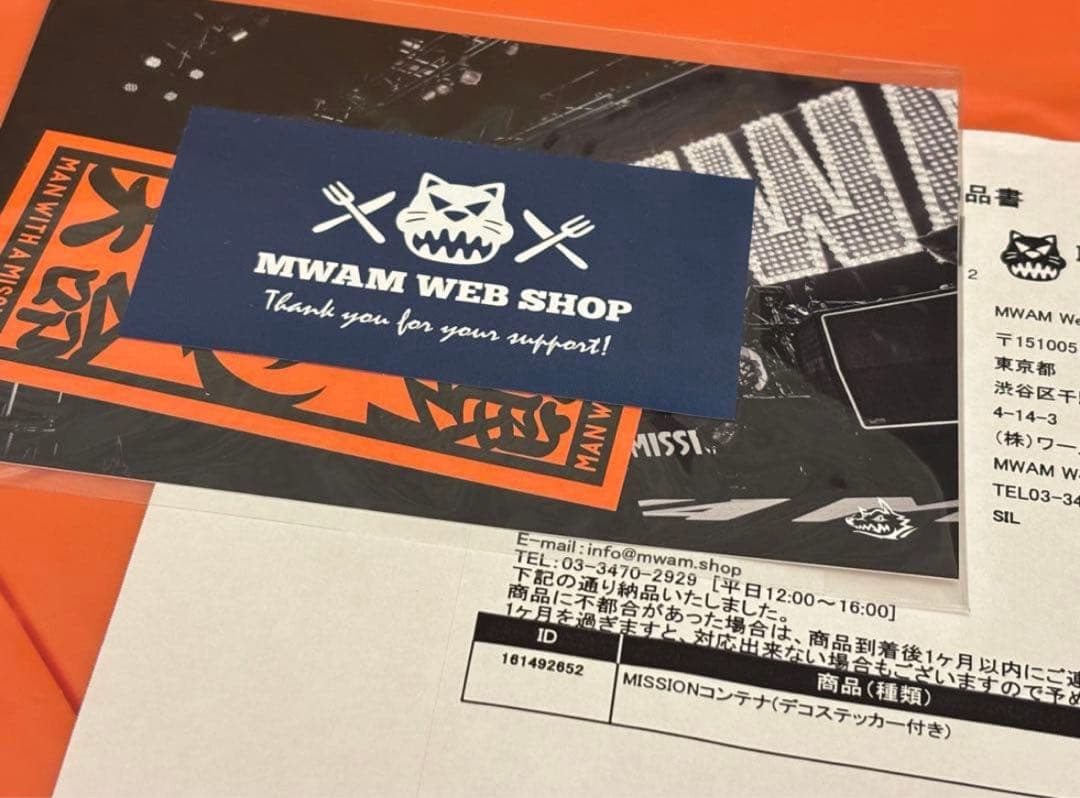 MWAM WEB SHOP
Thank you for your support!
MAN WITH A MISSI
MAN W
MISSI
品書
2
MWAM We
〒151005
東京都
渋谷区千
4-14-3
(株)ワー
MWAM W
TEL03-34
SIL
E-mail:info@mwam.shop
TEL:03-3470-2929 [平日12:00～16:00]
下記の通り納品いたしました。
商品に不都合があった場合は、商品到着後1ヶ月以内にご連
1ヶ月を過ぎますと、対応出来ない場合もございますので予め
ID
商品(種類)
161492652
MISSIONコンテナ(デコステッカー付き)